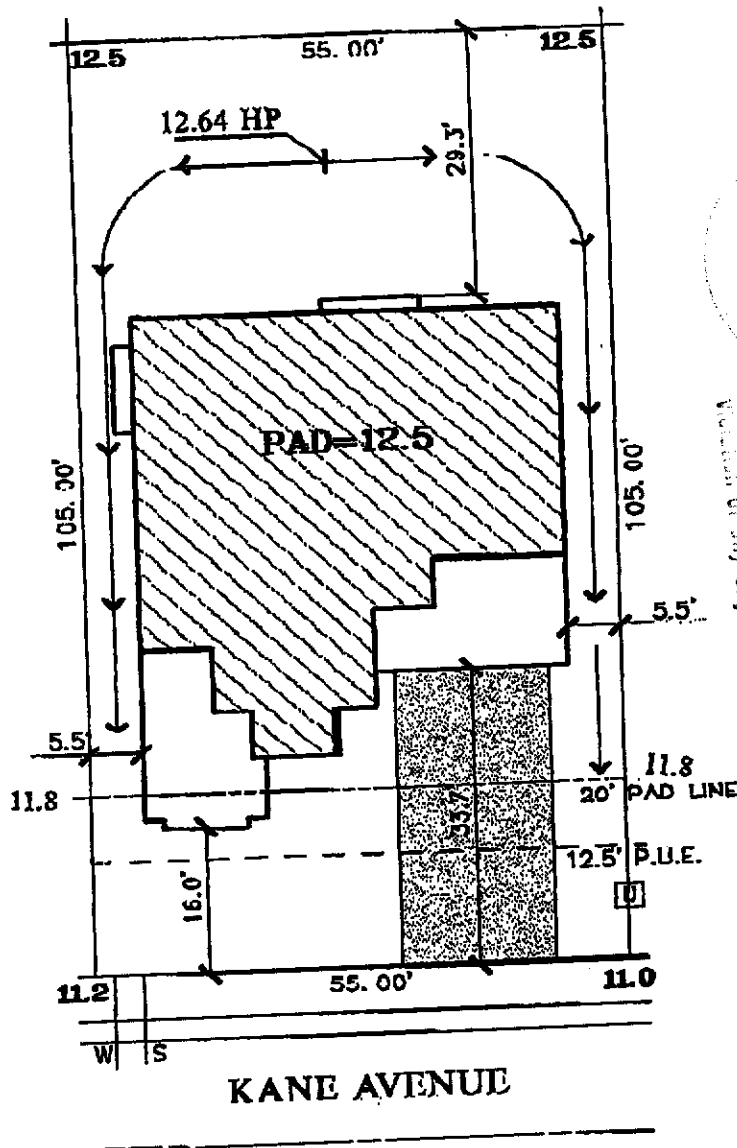 12.5 55.00' 12.5
12.64 HP
29.3'
PAD=12.5
105.00'
105.00'
5.5'
5.5'
11.8
11.8
20' PAD LINE
33.7'
12.5' P.U.E.
16.0'
U
11.2 55.00' 11.0
W S
KANE AVENUE